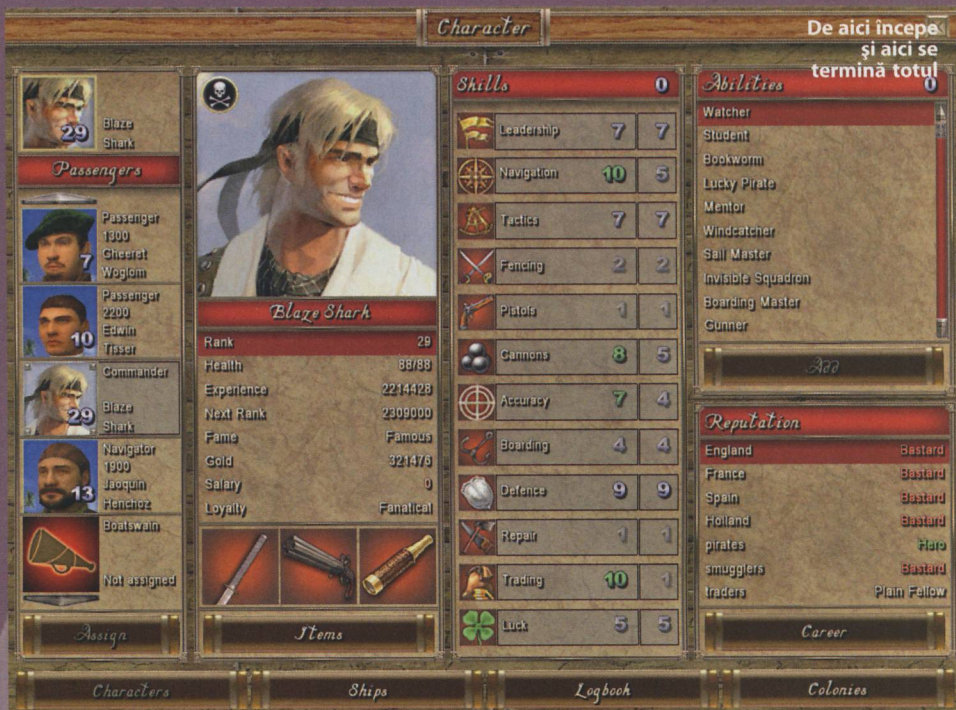 Character
De aici începe
și aici se
termină totul
29
Blaze
Shark
Passengers
Passenger
1300
Gheeret
Woglom
7
Passenger
2200
Edwin
Tisser
10
Commander
Blaze
Shark
29
Navigator
1900
Jaoquin
Henchoz
13
Boatswain
Not assigned
Assign
Blaze Shark
Rank 29
Health 88/88
Experience 2214428
Next Rank 2309000
Fame Famous
Gold 321476
Salary 0
Loyalty Fanatical
Items
Skills 0
Leadership 7 7
Navigation 10 5
Tactics 7 7
Fencing 2 2
Pistols 1 1
Cannons 8 5
Accuracy 7 4
Boarding 4 4
Defence 9 9
Repair 1 1
Trading 10 1
Luck 5 5
Abilities 0
Watcher
Student
Bookworm
Lucky Pirate
Mentor
Windcatcher
Sail Master
Invisible Squadron
Boarding Master
Gunner
Add
Reputation
England Bastard
France Bastard
Spain Bastard
Holland Bastard
pirates Hero
smugglers Bastard
traders Plain Fellow
Career
Characters
Ships
Logbook
Colonies